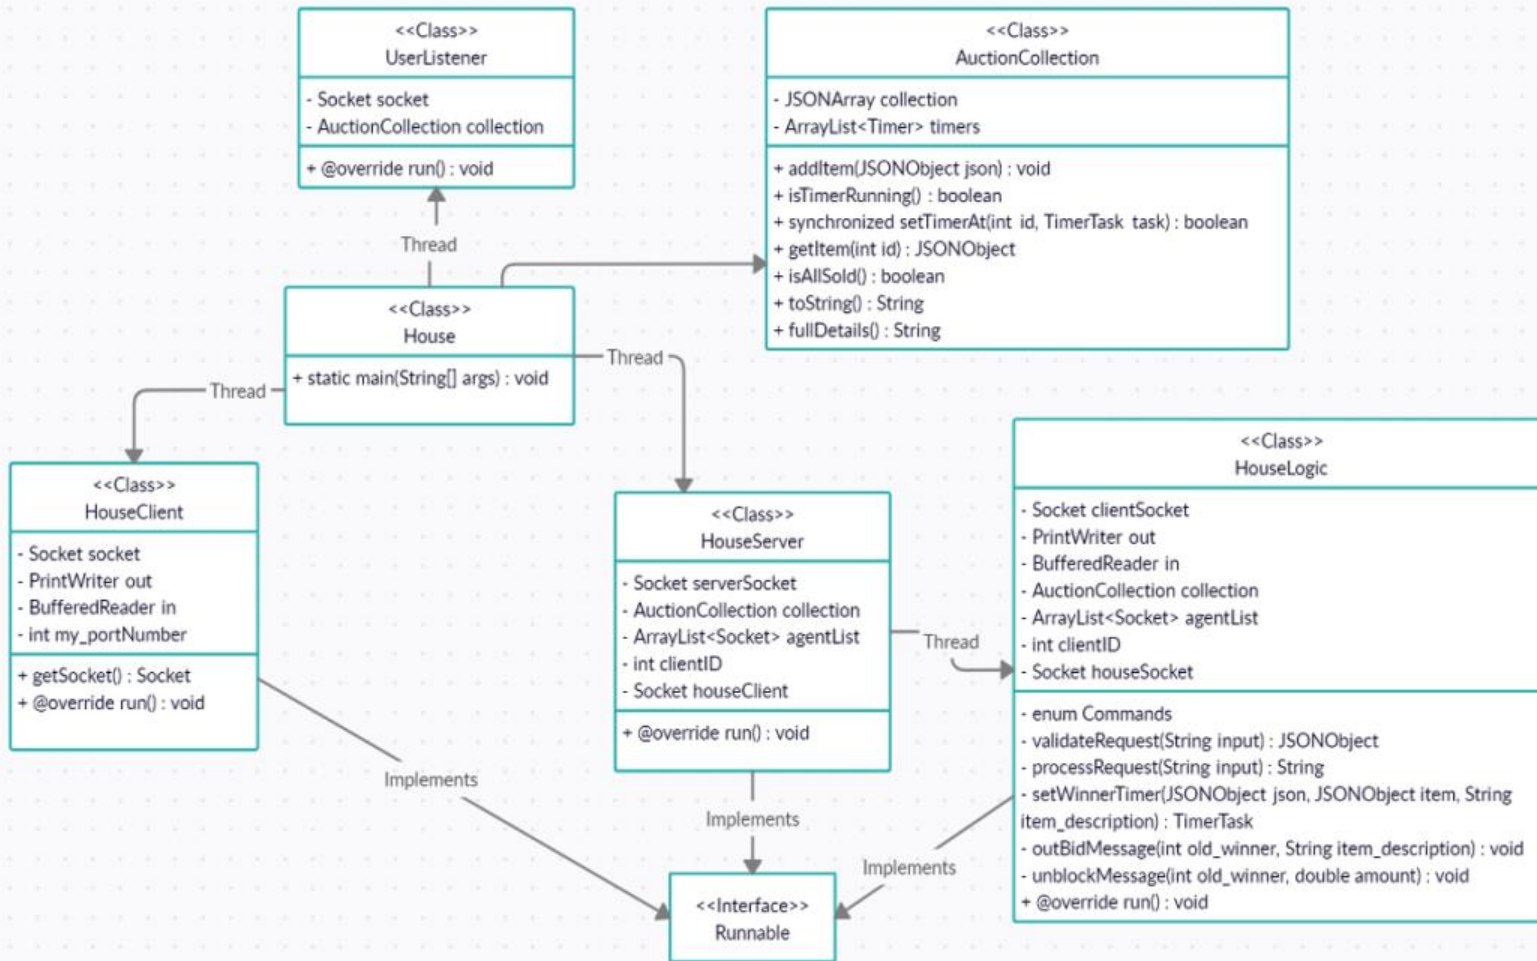 <<Class>>
UserListener
- Socket socket
- AuctionCollection collection
+ @override run() : void
<<Class>>
AuctionCollection
- JSONArray collection
- ArrayList<Timer> timers
+ addItem(JSONObject json) : void
+ isTimerRunning() : boolean
+ synchronized setTimerAt(int id, TimerTask task) : boolean
+ getItem(int id) : JSONObject
+ isAllSold() : boolean
+ toString() : String
+ fullDetails() : String
Thread
<<Class>>
House
+ static main(String[] args) : void
Thread
Thread
<<Class>>
HouseClient
- Socket socket
- PrintWriter out
- BufferedReader in
- int my_portNumber
+ getSocket() : Socket
+ @override run() : void
<<Class>>
HouseServer
- Socket serverSocket
- AuctionCollection collection
- ArrayList<Socket> agentList
- int clientID
- Socket houseClient
+ @override run() : void
Thread
<<Class>>
HouseLogic
- Socket clientSocket
- PrintWriter out
- BufferedReader in
- AuctionCollection collection
- ArrayList<Socket> agentList
- int clientID
- Socket houseSocket
- enum Commands
- validateRequest(String input) : JSONObject
- processRequest(String input) : String
- setWinnerTimer(JSONObject json, JSONObject item, String
item_description) : TimerTask
- outBidMessage(int old_winner, String item_description) : void
- unblockMessage(int old_winner, double amount) : void
+ @override run() : void
Implements
Implements
Implements
<<Interface>>
Runnable